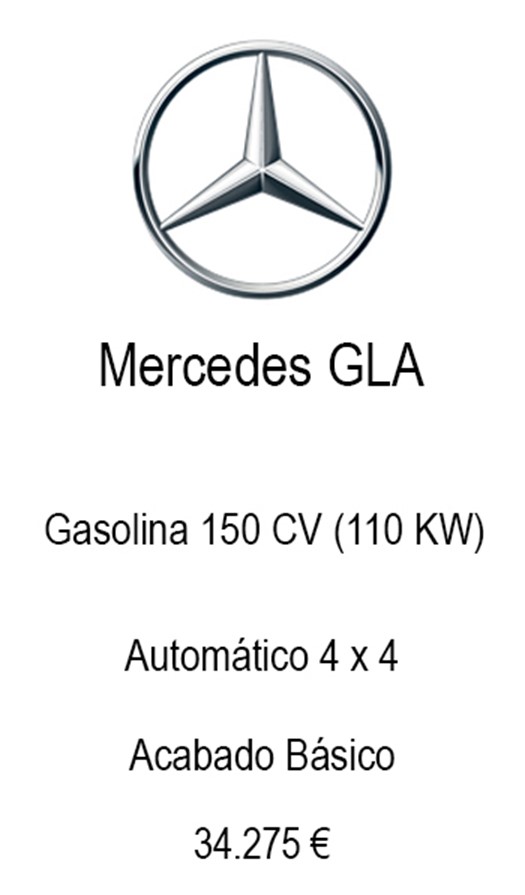 Mercedes GLA
Gasolina 150 CV (110 KW)
Automático 4 x 4
Acabado Básico
34.275 €